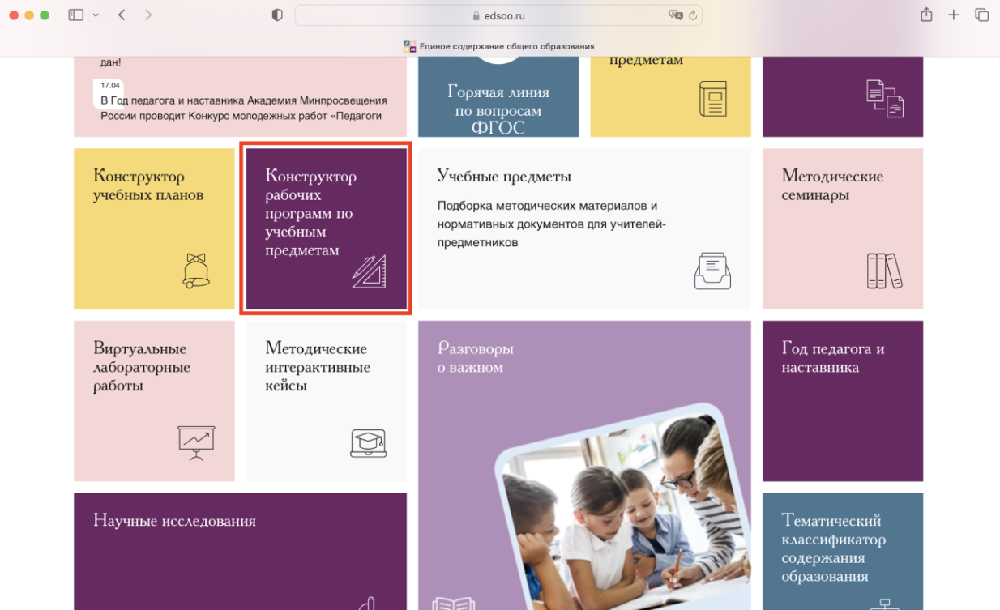 edsoo.ru
Единое содержание общего образования
дан!
17.04
В Год педагога и наставника Академия Минпросвещения
России проводит Конкурс молодежных работ «Педагоги
Горячая линия
по вопросам
ФГОС
предметам
Конструктор
учебных планов
Конструктор
рабочих
программ по
учебным
предметам
Учебные предметы
Подборка методических материалов и
нормативных документов для учителей-
предметников
Методические
семинары
Виртуальные
лабораторные
работы
Методические
интерактивные
кейсы
Разговоры
о важном
Год педагога и
наставника
Научные исследования
Тематический
классификатор
содержания
образования